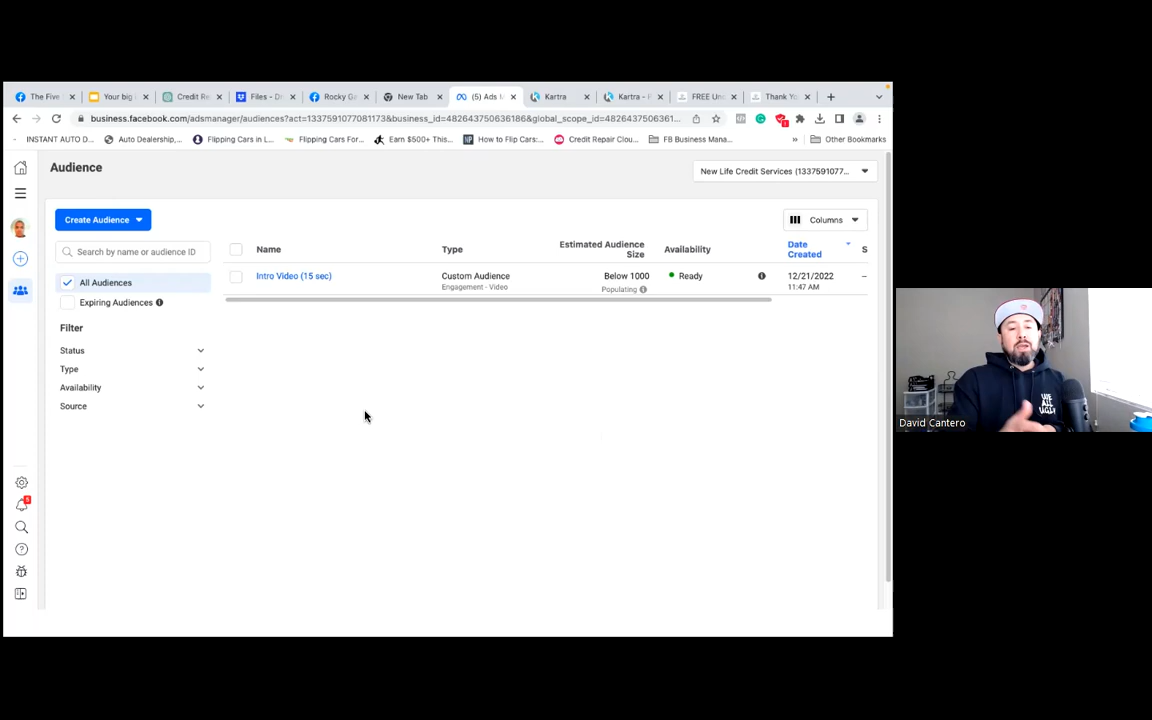 The Five
Your big
Credit Re
Files - D
Rocky G
New Tab
(5) Ads
Kartra
Kartra -
FREE Un
Thank Y
business.facebook.com/adsmanager/audiences?act=1337591077081173&business_id=482643750636186&global_scope_id=4826437506361...
INSTANT AUTO D...
Auto Dealership,...
Flipping Cars in L...
Flipping Cars For...
Earn $500+ This...
How to Flip Cars:...
Credit Repair Clou...
FB Business Mana...
»
Other Bookmarks
Audience
New Life Credit Services (1337591077...
Create Audience
Columns
Search by name or audience ID
Name
Type
Estimated Audience
Size
Availability
Date
Created
S
All Audiences
Intro Video (15 sec)
Custom Audience
Engagement - Video
Below 1000
Populating
Ready
12/21/2022
11:47 AM
–
Expiring Audiences
Filter
Status
Type
Availability
Source
WE
ALL
UGLY
David Cantero